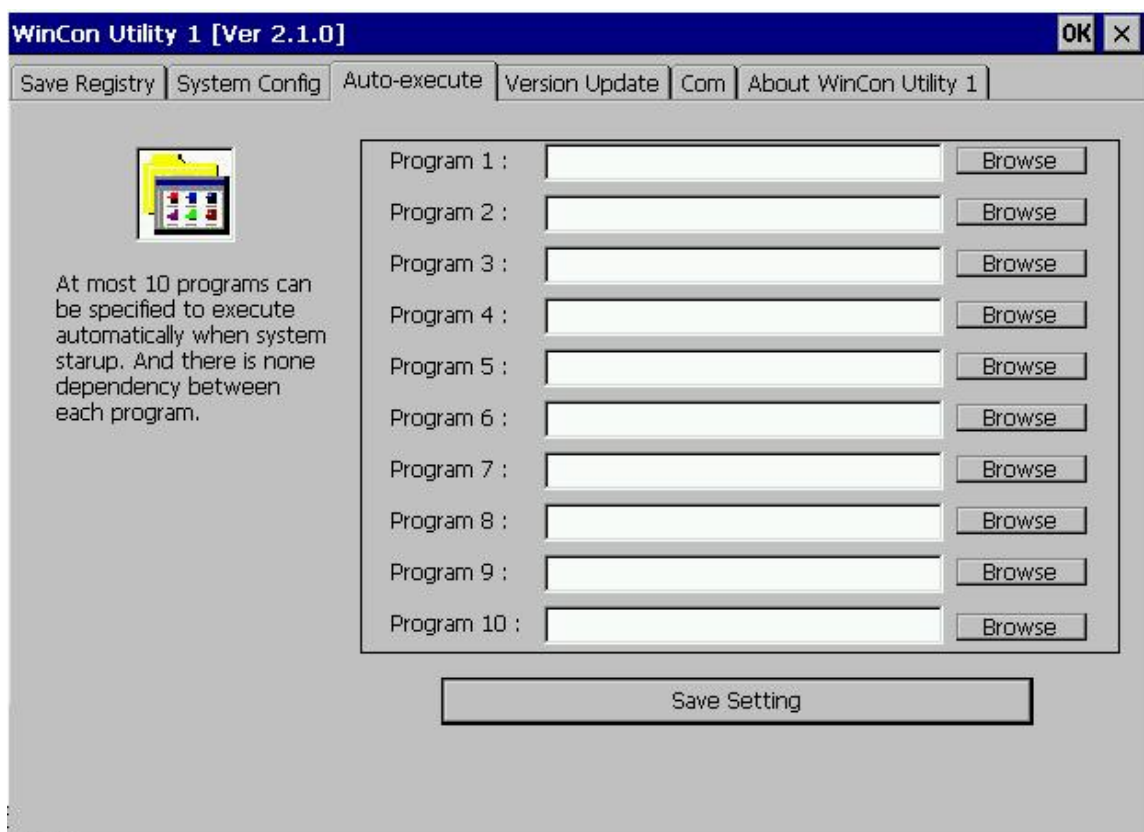 WinCon Utility 1 [Ver 2.1.0] OK ×
Save Registry System Config Auto-execute Version Update Com About WinCon Utility 1
At most 10 programs can
be specified to execute
automatically when system
starup. And there is none
dependency between
each program.
Program 1 : Browse
Program 2 : Browse
Program 3 : Browse
Program 4 : Browse
Program 5 : Browse
Program 6 : Browse
Program 7 : Browse
Program 8 : Browse
Program 9 : Browse
Program 10 : Browse
Save Setting